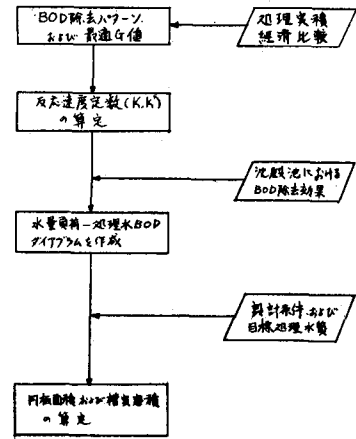 BOD除去パターン
および最適G値
処理実積
経済比較
反応速度定数(K,K')
の算定
沈殿池における
BOD除去効果
水量負荷-処理水BOD
ダイアグラムを作成
設計条件および
目標処理水質
円板面積および槽実容積
の算定